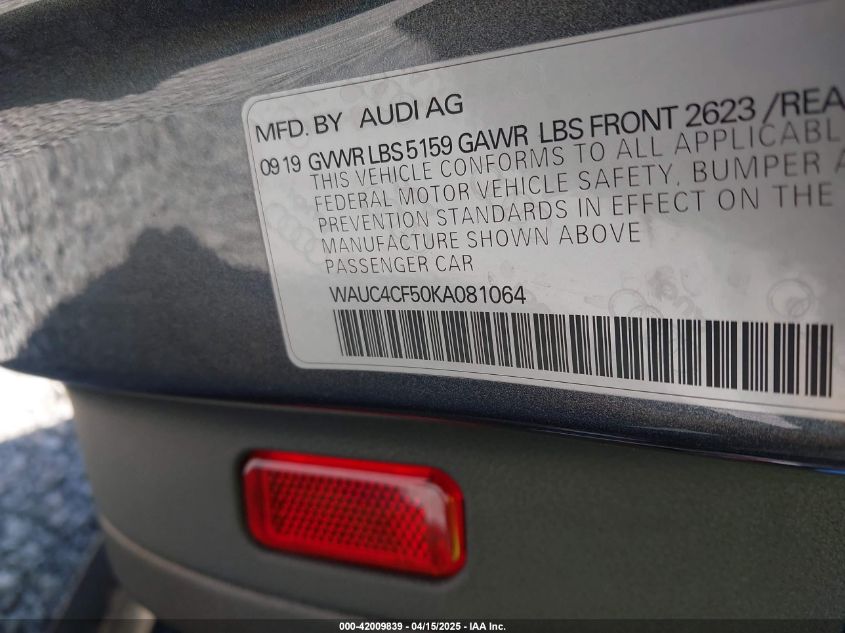 MFD. BY AUDI AG
09 19 GVWR LBS 5159 GAWR LBS FRONT 2623 /REA
THIS VEHICLE CONFORMS TO ALL APPLICABL
FEDERAL MOTOR VEHICLE SAFETY, BUMPER A
PREVENTION STANDARDS IN EFFECT ON THE
MANUFACTURE SHOWN ABOVE
PASSENGER CAR
WAUC4CF50KA081064
000-42009839 - 04/15/2025 - IAA Inc.